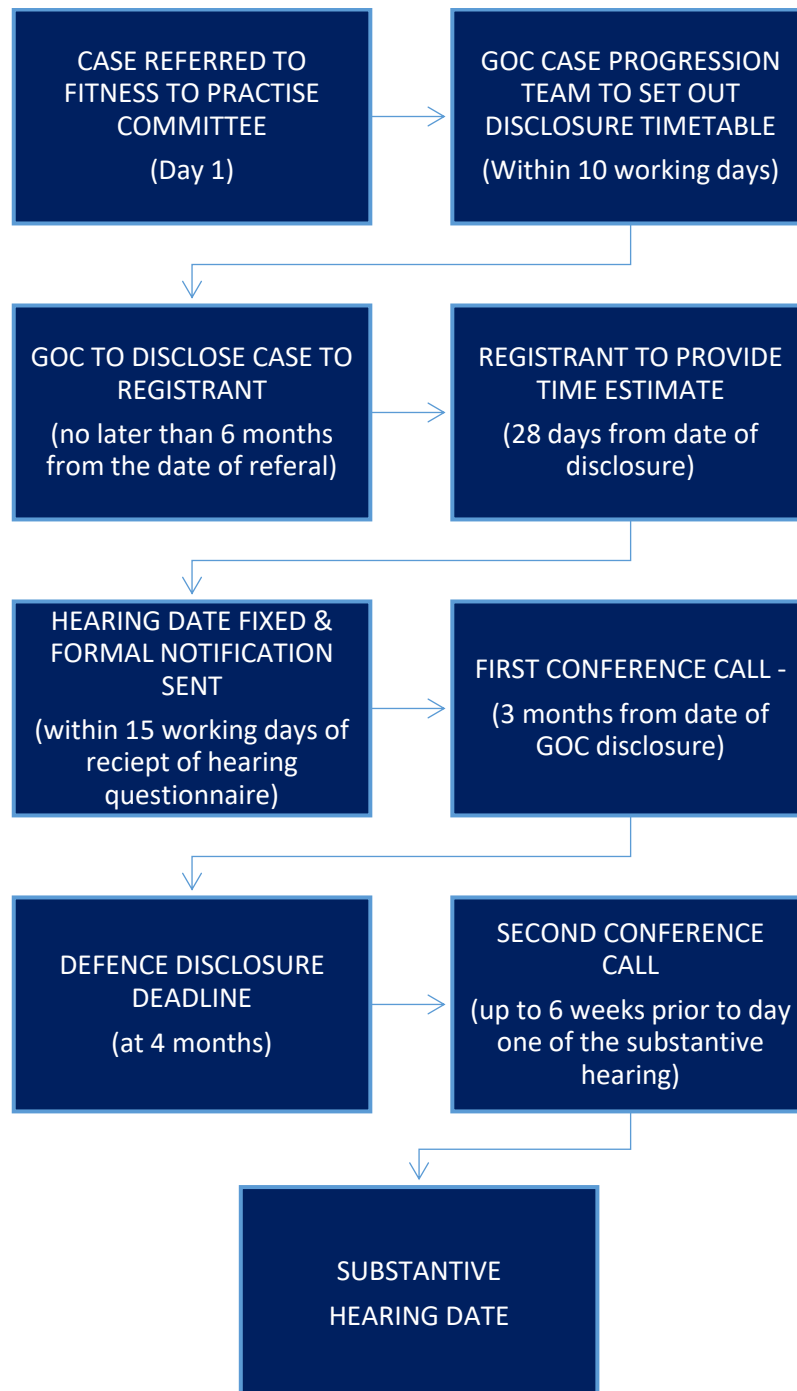 CASE REFERRED TO
FITNESS TO PRACTISE
COMMITTEE
(Day 1)
GOC CASE PROGRESSION
TEAM TO SET OUT
DISCLOSURE TIMETABLE
(Within 10 working days)
GOC TO DISCLOSE CASE TO
REGISTRANT
(no later than 6 months
from the date of referal)
REGISTRANT TO PROVIDE
TIME ESTIMATE
(28 days from date of
disclosure)
HEARING DATE FIXED &
FORMAL NOTIFICATION
SENT
(within 15 working days of
reciept of hearing
questionnaire)
FIRST CONFERENCE CALL -
(3 months from date of
GOC disclosure)
DEFENCE DISCLOSURE
DEADLINE
(at 4 months)
SECOND CONFERENCE
CALL
(up to 6 weeks prior to day
one of the substantive
hearing)
SUBSTANTIVE
HEARING DATE